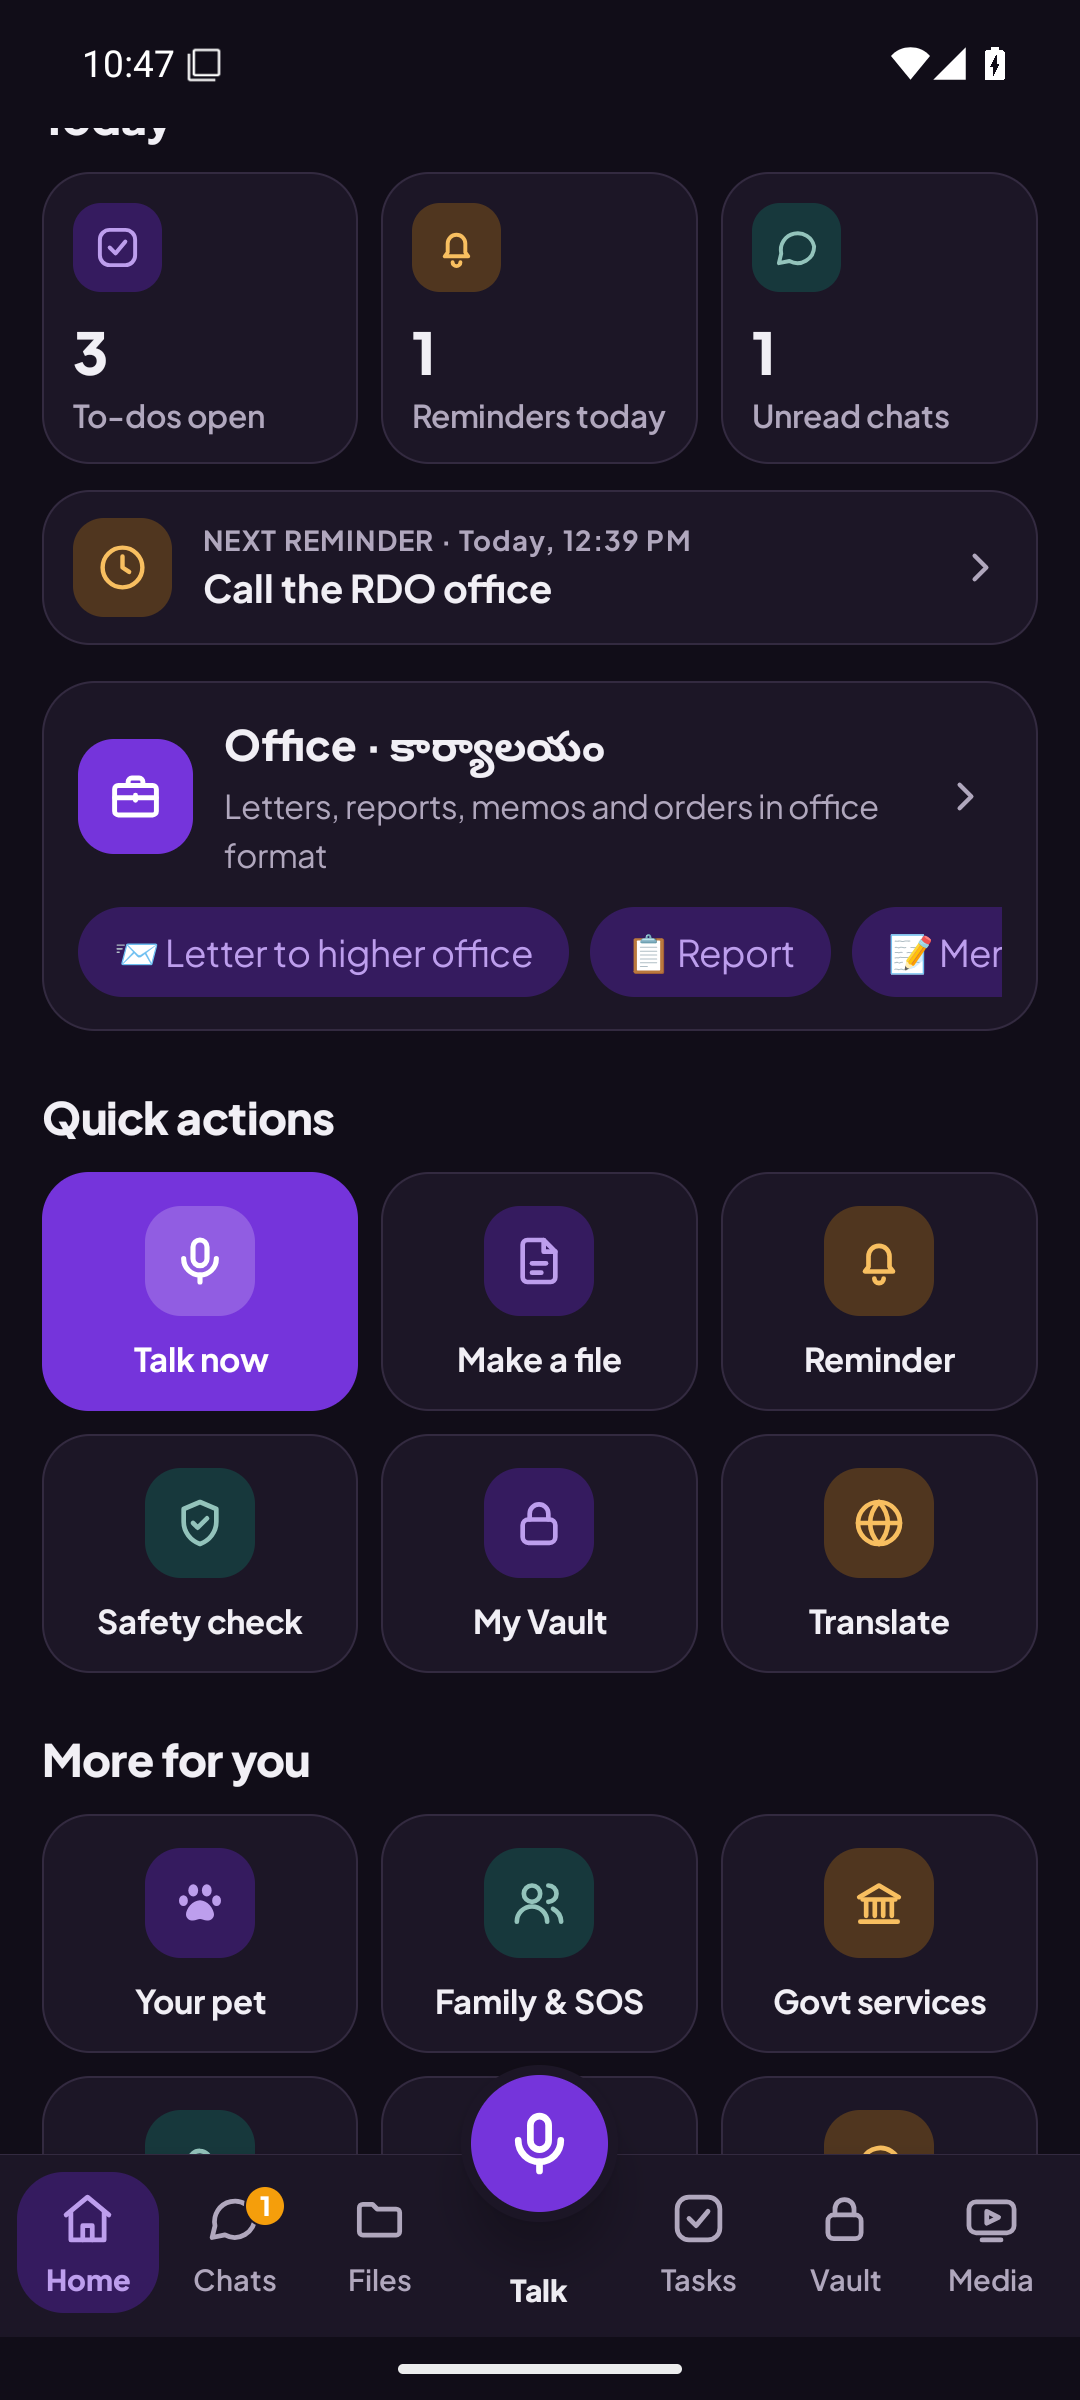 10:47
Today
3
To-dos open
1
Reminders today
1
Unread chats
NEXT REMINDER · Today, 12:39 PM
Call the RDO office
Office · కార్యాలయం
Letters, reports, memos and orders in office
format
Letter to higher office
Report
Quick actions
Talk now
Make a file
Reminder
Safety check
My Vault
Translate
More for you
Your pet
Family & SOS
Govt services
1
Home
Chats
Files
Talk
Tasks
Vault
Media